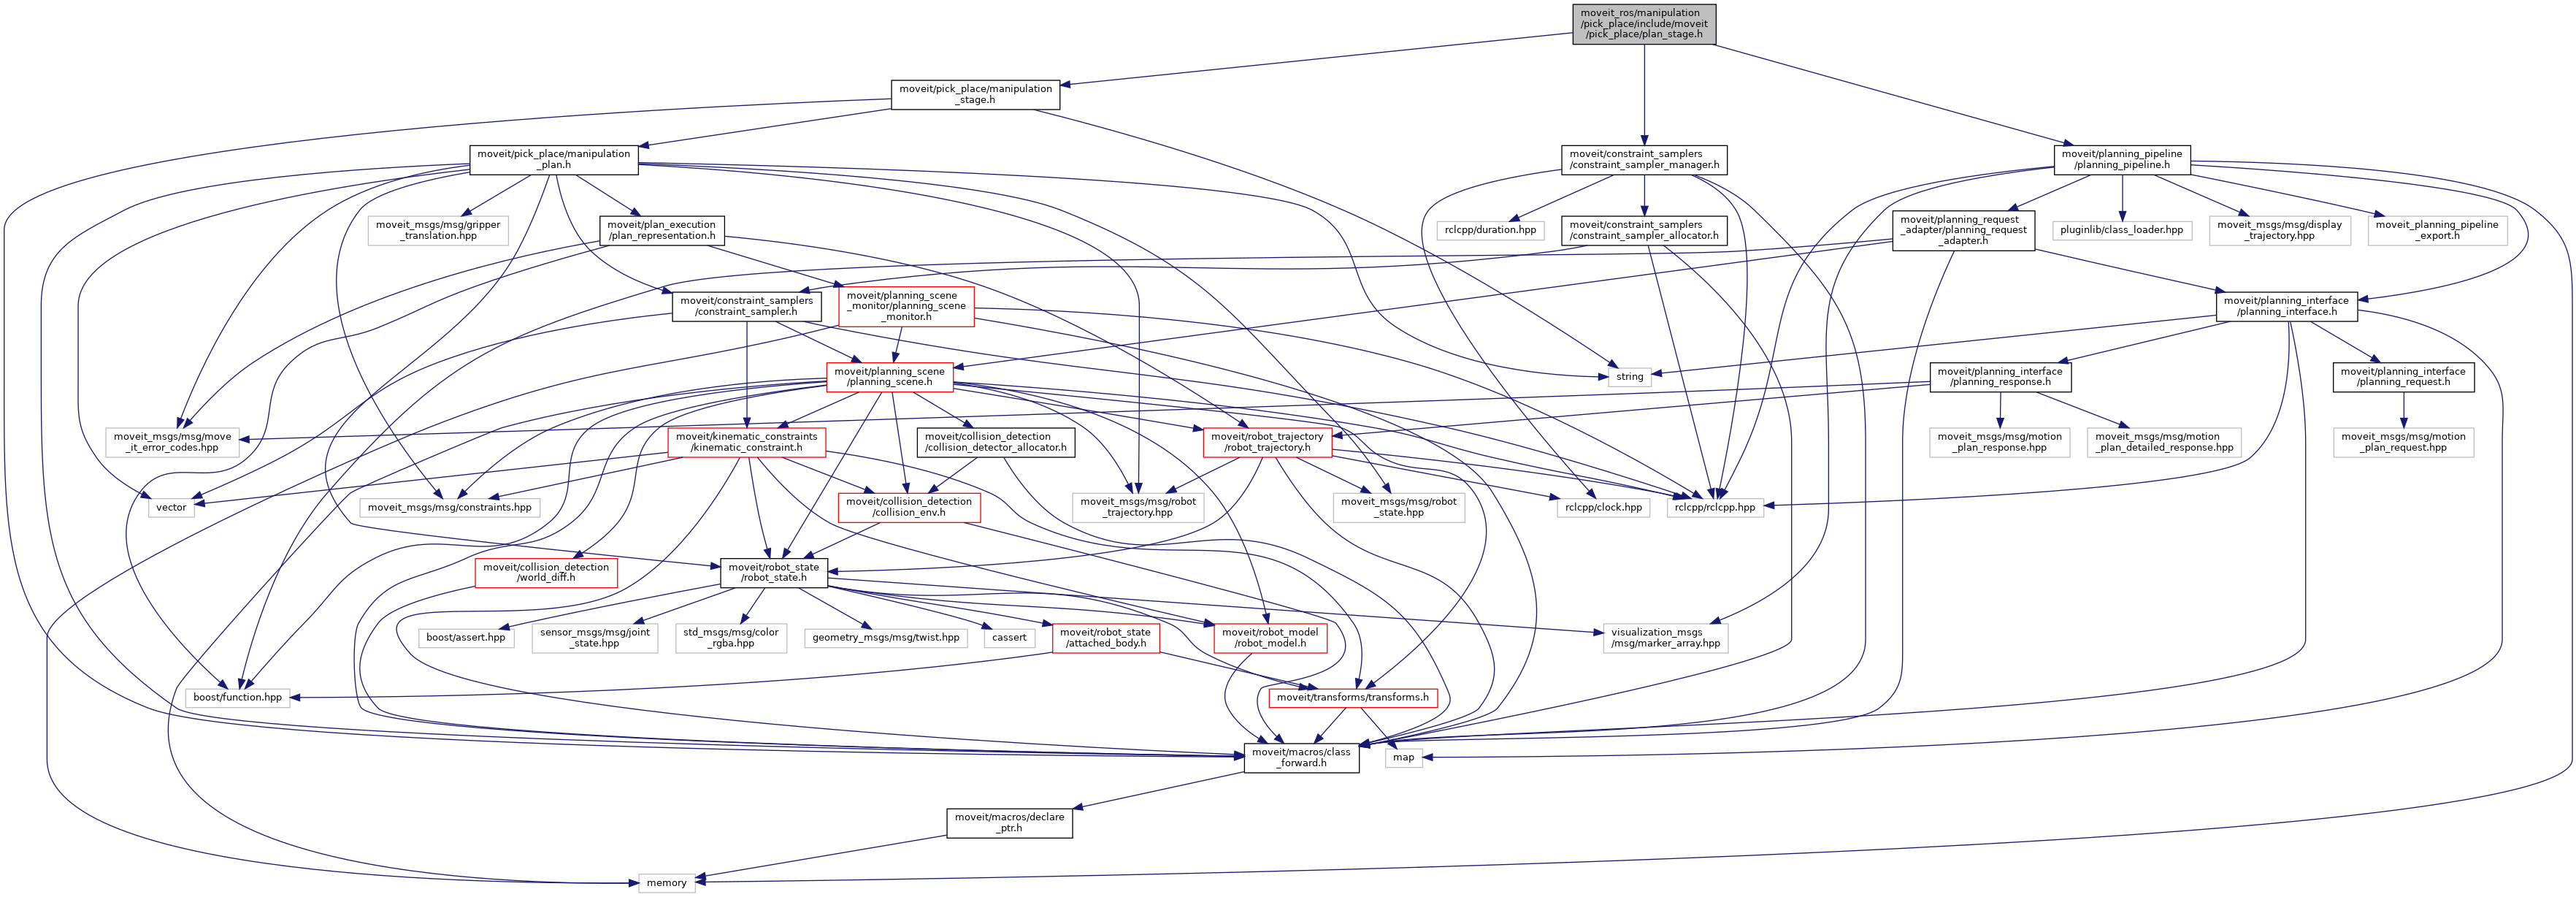 moveit_ros/manipulation
/pick_place/include/moveit
/pick_place/plan_stage.h
moveit/pick_place/manipulation
_stage.h
moveit/pick_place/manipulation
_plan.h
moveit/constraint_samplers
/constraint_sampler_manager.h
moveit/planning_pipeline
/planning_pipeline.h
moveit_msgs/msg/gripper
_translation.hpp
moveit/plan_execution
/plan_representation.h
rclcpp/duration.hpp
moveit/constraint_samplers
/constraint_sampler_allocator.h
moveit/planning_request
_adapter/planning_request
_adapter.h
pluginlib/class_loader.hpp
moveit_msgs/msg/display
_trajectory.hpp
moveit_planning_pipeline
_export.h
moveit/constraint_samplers
/constraint_sampler.h
moveit/planning_scene
_monitor/planning_scene
_monitor.h
moveit/planning_interface
/planning_interface.h
moveit/planning_scene
/planning_scene.h
string
moveit/planning_interface
/planning_response.h
moveit/planning_interface
/planning_request.h
moveit_msgs/msg/move
_it_error_codes.hpp
moveit/kinematic_constraints
/kinematic_constraint.h
moveit/collision_detection
/collision_detector_allocator.h
moveit/robot_trajectory
/robot_trajectory.h
moveit_msgs/msg/motion
_plan_response.hpp
moveit_msgs/msg/motion
_plan_detailed_response.hpp
moveit_msgs/msg/motion
_plan_request.hpp
vector
moveit_msgs/msg/constraints.hpp
moveit/collision_detection
/collision_env.h
moveit_msgs/msg/robot
_trajectory.hpp
moveit_msgs/msg/robot
_state.hpp
rclcpp/clock.hpp
rclcpp/rclcpp.hpp
moveit/collision_detection
/world_diff.h
moveit/robot_state
/robot_state.h
boost/assert.hpp
sensor_msgs/msg/joint
_state.hpp
std_msgs/msg/color
_rgba.hpp
geometry_msgs/msg/twist.hpp
cassert
moveit/robot_state
/attached_body.h
moveit/robot_model
/robot_model.h
visualization_msgs
/msg/marker_array.hpp
boost/function.hpp
moveit/transforms/transforms.h
moveit/macros/class
_forward.h
map
moveit/macros/declare
_ptr.h
memory